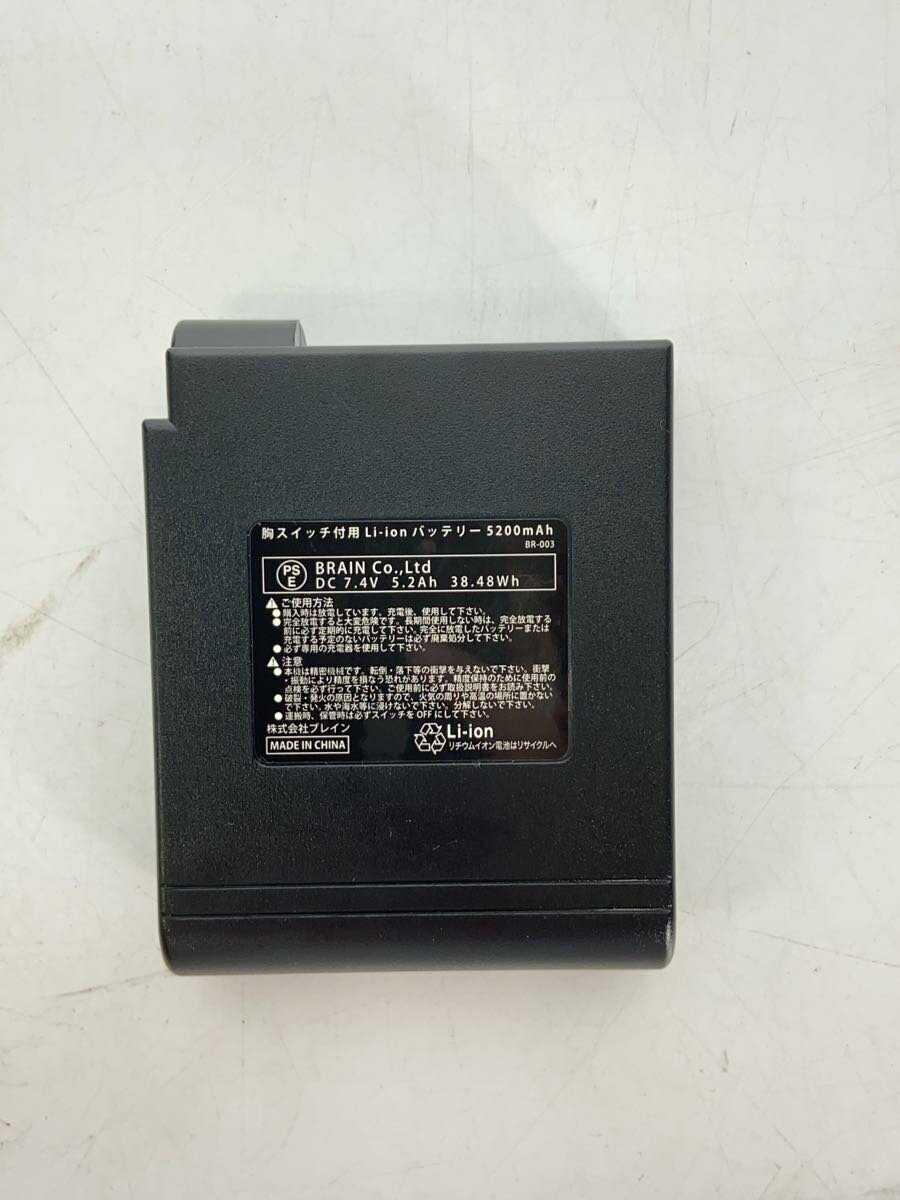 胸スイッチ付用 Li-ion バッテリー 5200mAh
BR-003
PS
E
BRAIN Co.,Ltd
DC 7.4V 5.2Ah 38.48Wh
ご使用方法
●購入時は放電しています。充電後、使用して下さい。
●完全放電すると大変危険です。長期間使用しない時は、完全放電する
前に必ず定期的に充電して下さい。完全に放電したバッテリーまたは
充電する予定のないバッテリーは必ず廃棄処分して下さい。
●必ず専用の充電器を使用して下さい。
注意
●本機は精密機械です。転倒・落下等の衝撃を与えないで下さい。衝撃
・振動により精度を損なう恐れがあります。精度保持のために使用前の
点検を必ず行って下さい。ご使用前に必ず取扱説明書をお読み下さい。
●破裂・発火の原因となりますので、火気の周りや高温の場所に置かない
で下さい。水や海水等に浸けないで下さい。分解しないで下さい。
●運搬時、保管時は必ずスイッチをOFFにして下さい。
株式会社ブレイン
MADE IN CHINA
Li-ion
リチウムイオン電池はリサイクルへ